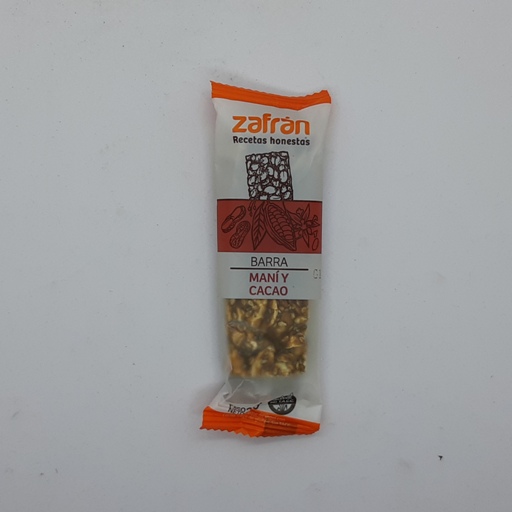 zafrán
Recetas honestas
BARRA
MANÍ Y
CACAO